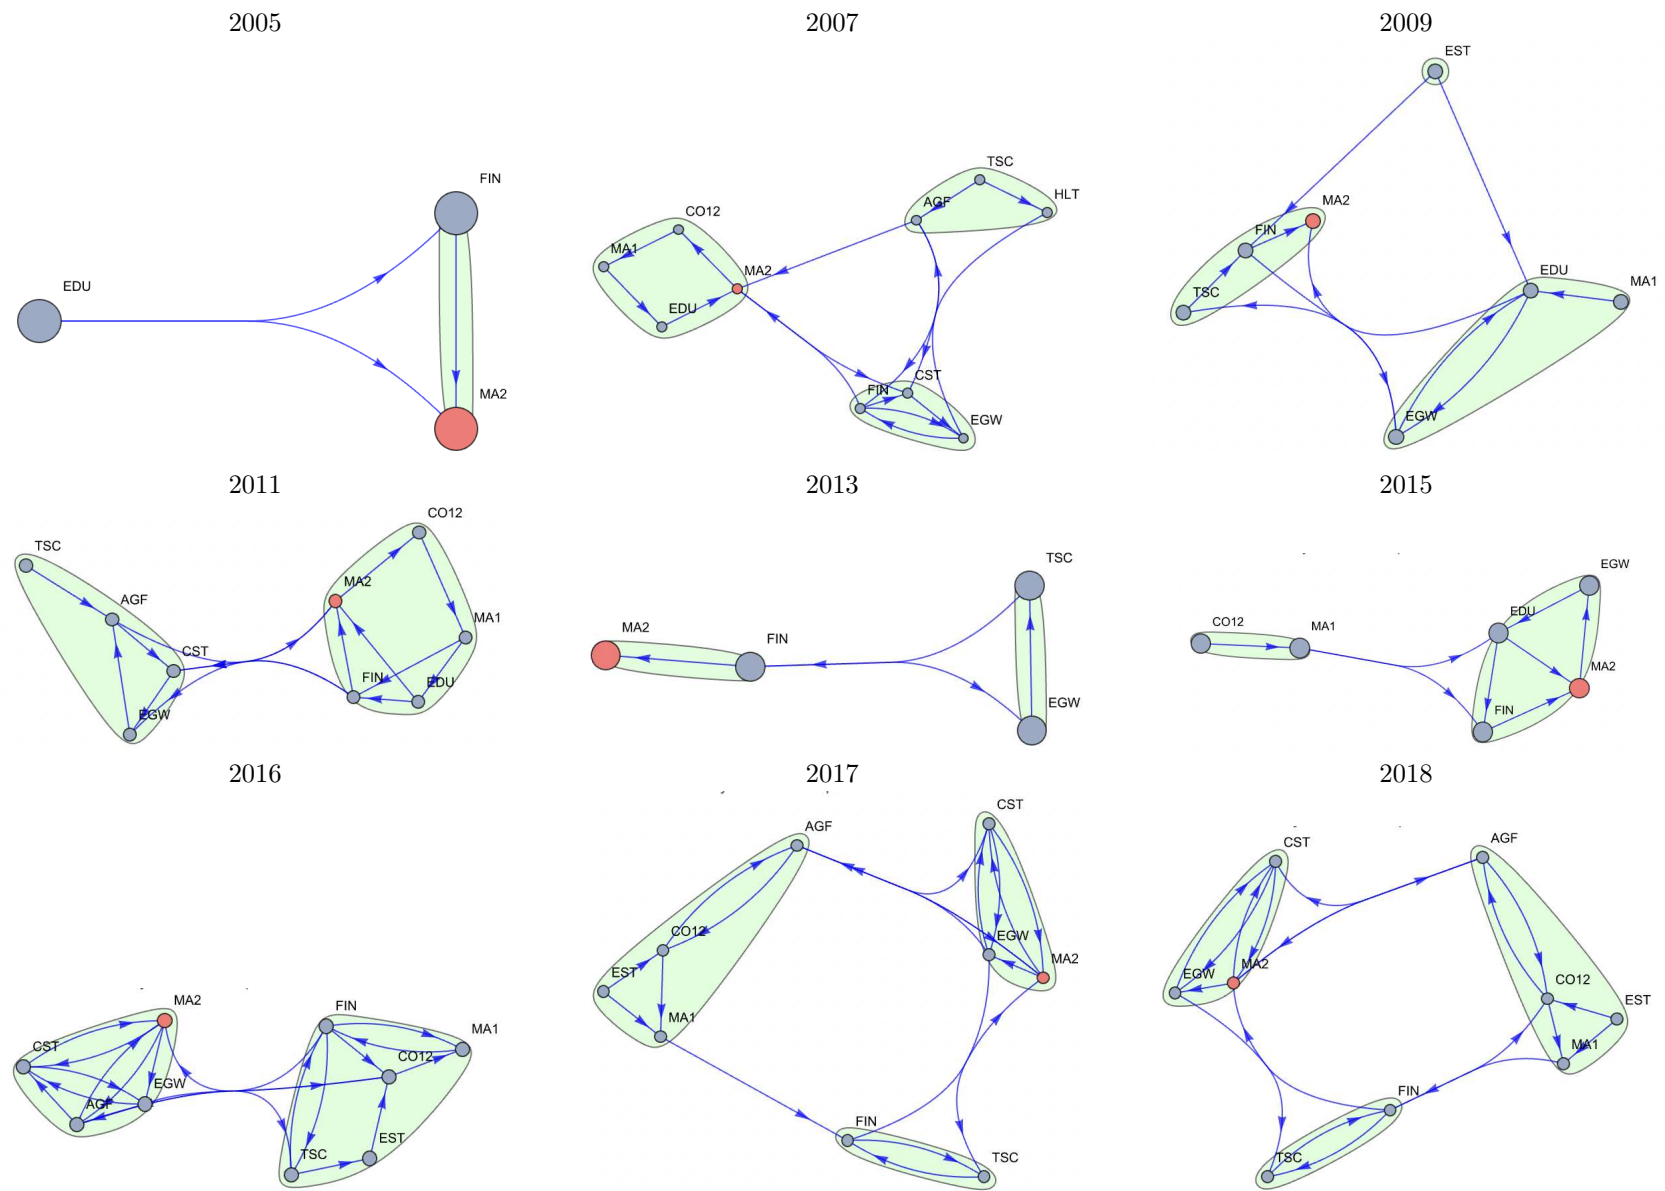 2005
2007
2009
EDU
FIN
MA2
TSC
HLT
AGF
CO12
MA1
MA2
EDU
FIN
CST
EGW
EST
MA2
FIN
TSC
EDU
MA1
EGW
2011
2013
2015
TSC
AGF
CST
EGW
CO12
MA2
MA1
FIN
EDU
MA2
FIN
TSC
EGW
CO12
MA1
EGW
EDU
MA2
FIN
2016
2017
2018
MA2
CST
EGW
AGF
FIN
MA1
CO12
EST
TSC
AGF
CST
CO12
EGW
EST
MA2
MA1
FIN
TSC
CST
AGF
EGW
MA2
CO12
EST
MA1
FIN
TSC